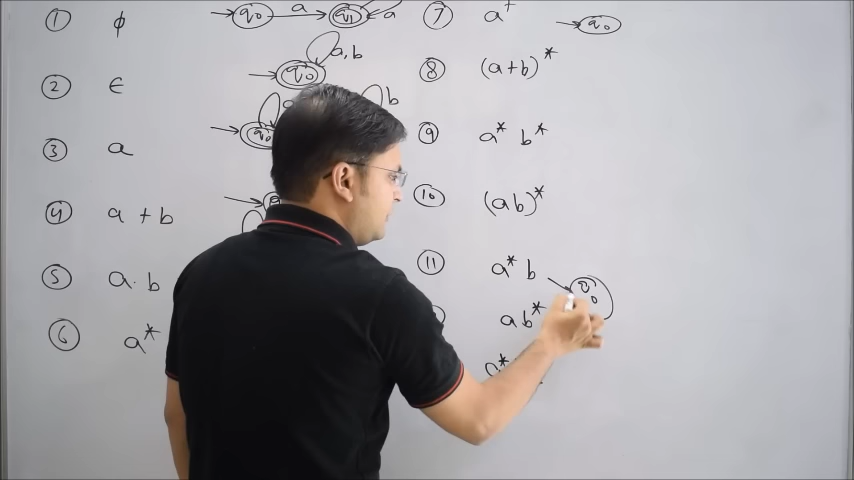 1 ϕ
2 ϵ
3 a
4 a + b
5 a. b
6 a*
q0 a q1 a
q0 a, b
q0 b
7 a+ q0
8 (a+b)*
9 a* b*
10 (ab)*
11 a* b q0
ab*
a*